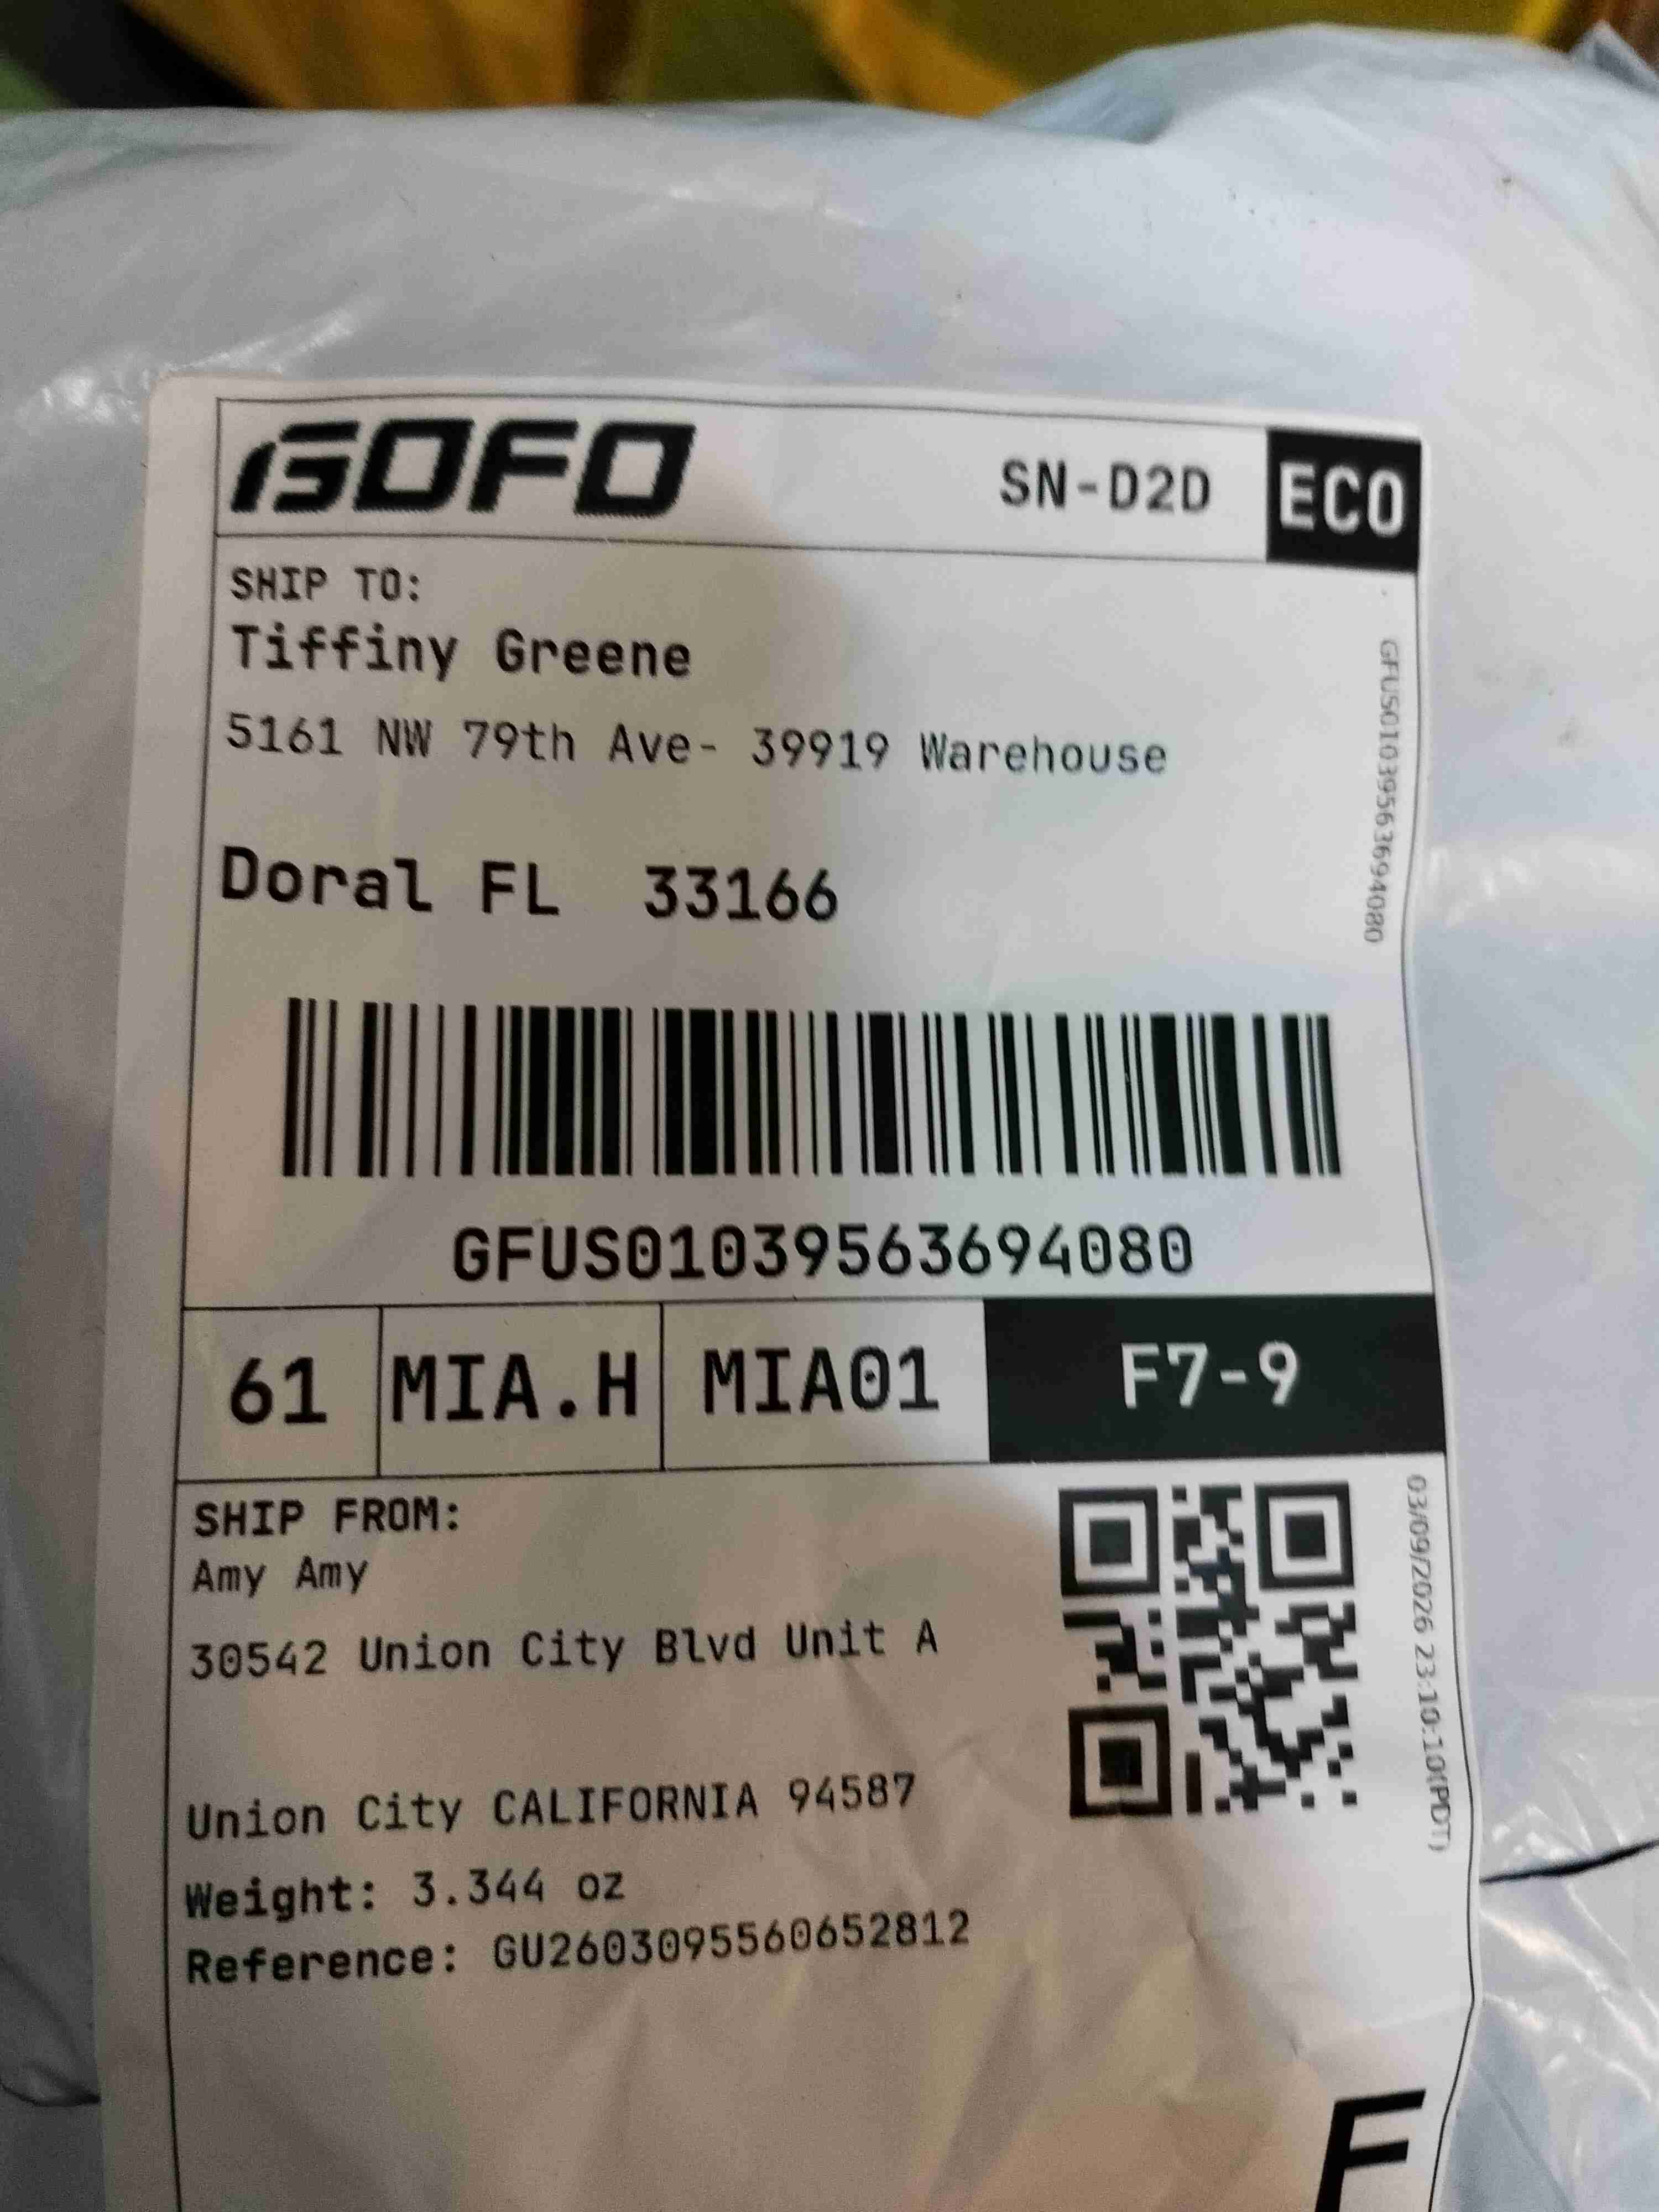 GOFO SN-D2D ECO
SHIP TO:
Tiffiny Greene
5161 NW 79th Ave- 39919 Warehouse
Doral FL 33166
GFUS01039563694080
GFUS01039563694080
61 MIA.H MIA01 F7-9
SHIP FROM:
Amy Amy
30542 Union City Blvd Unit A
Union City CALIFORNIA 94587
Weight: 3.344 oz
Reference: GU2603095560652812
03/09/2026 23:10:10(PDT)
F